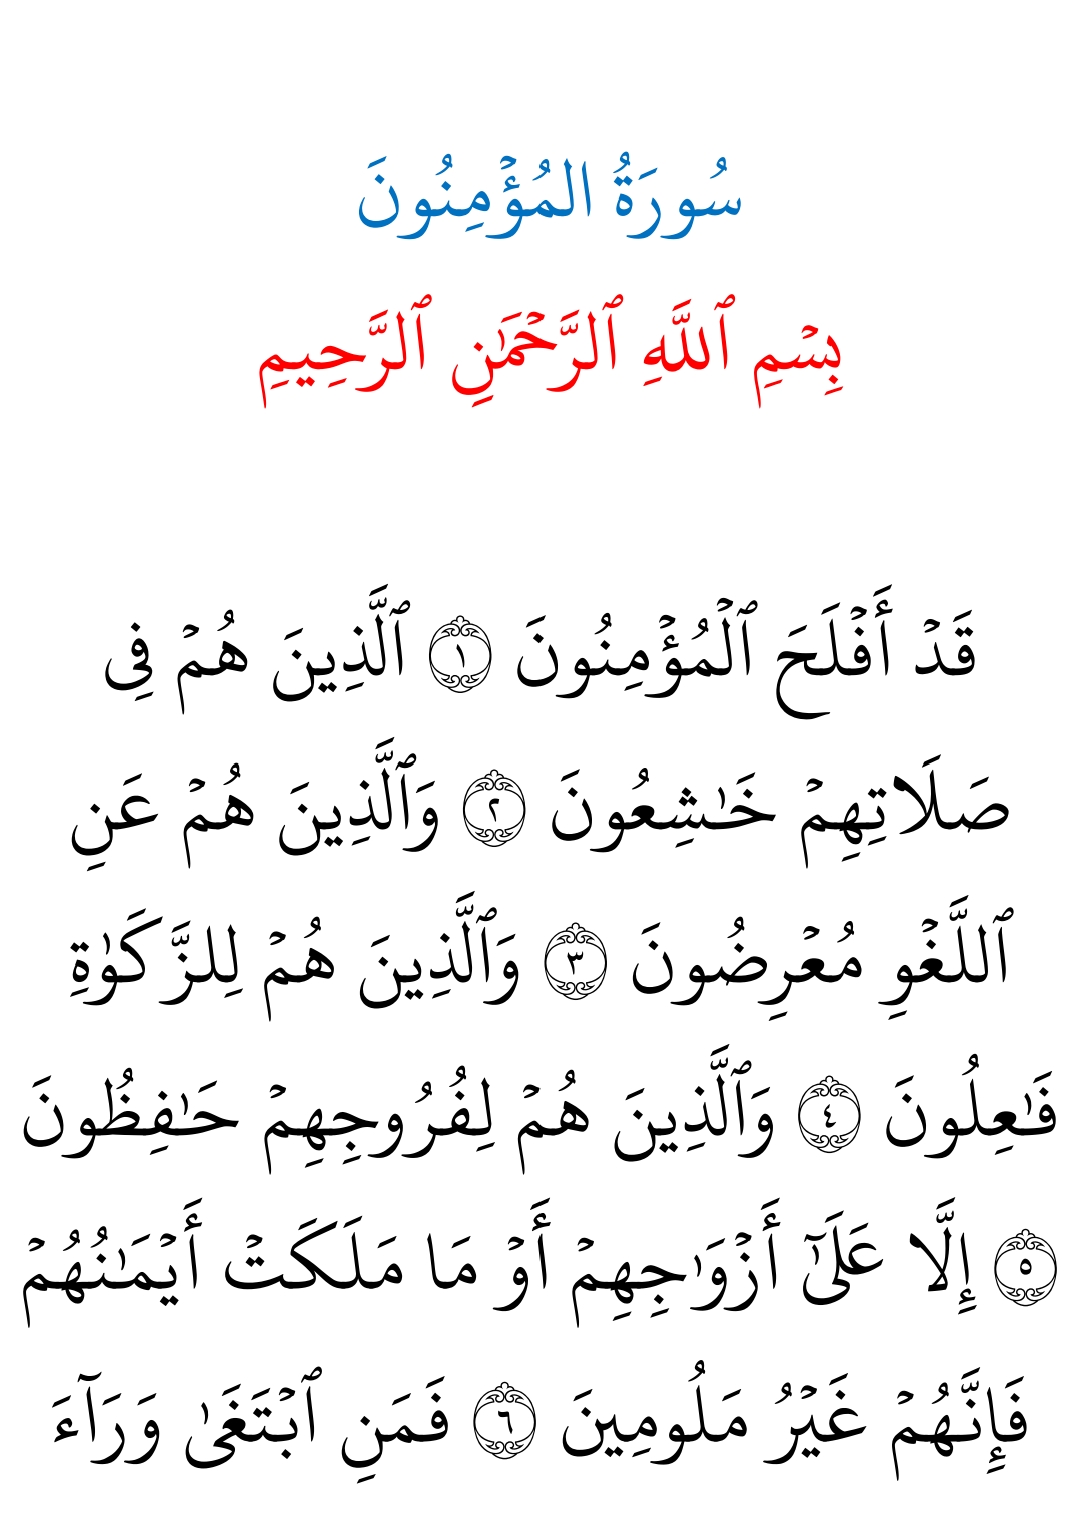 سُورَةُ المُؤۡمِنُونَ
بِسۡمِ ٱللَّهِ ٱلرَّحۡمَٰنِ ٱلرَّحِيمِ
قَدۡ أَفۡلَحَ ٱلۡمُؤۡمِنُونَ ١ ٱلَّذِينَ هُمۡ فِي
صَلَاتِهِمۡ خَٰشِعُونَ ٢ وَٱلَّذِينَ هُمۡ عَنِ
ٱللَّغۡوِ مُعۡرِضُونَ ٣ وَٱلَّذِينَ هُمۡ لِلزَّكَوٰةِ
فَٰعِلُونَ ٤ وَٱلَّذِينَ هُمۡ لِفُرُوجِهِمۡ حَٰفِظُونَ
٥ إِلَّا عَلَىٰٓ أَزۡوَٰجِهِمۡ أَوۡ مَا مَلَكَتۡ أَيۡمَٰنُهُمۡ
فَإِنَّهُمۡ غَيۡرُ مَلُومِينَ ٦ فَمَنِ ٱبۡتَغَىٰ وَرَآءَ